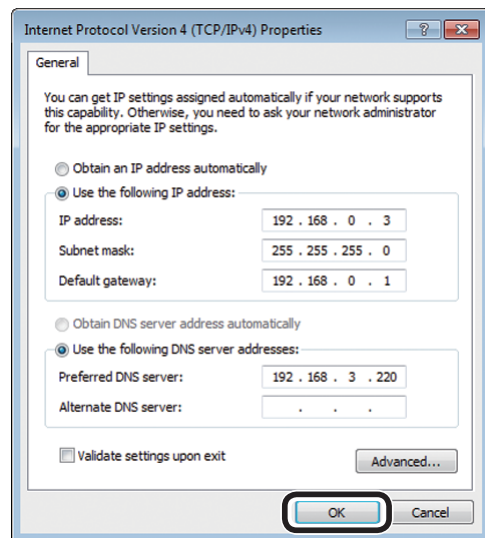 Internet Protocol Version 4 (TCP/IPv4) Properties
General
You can get IP settings assigned automatically if your network supports
this capability. Otherwise, you need to ask your network administrator
for the appropriate IP settings.
Obtain an IP address automatically
Use the following IP address:
IP address: 192 . 168 . 0 . 3
Subnet mask: 255 . 255 . 255 . 0
Default gateway: 192 . 168 . 0 . 1
Obtain DNS server address automatically
Use the following DNS server addresses:
Preferred DNS server: 192 . 168 . 3 . 220
Alternate DNS server: . . .
Validate settings upon exit
Advanced...
OK Cancel